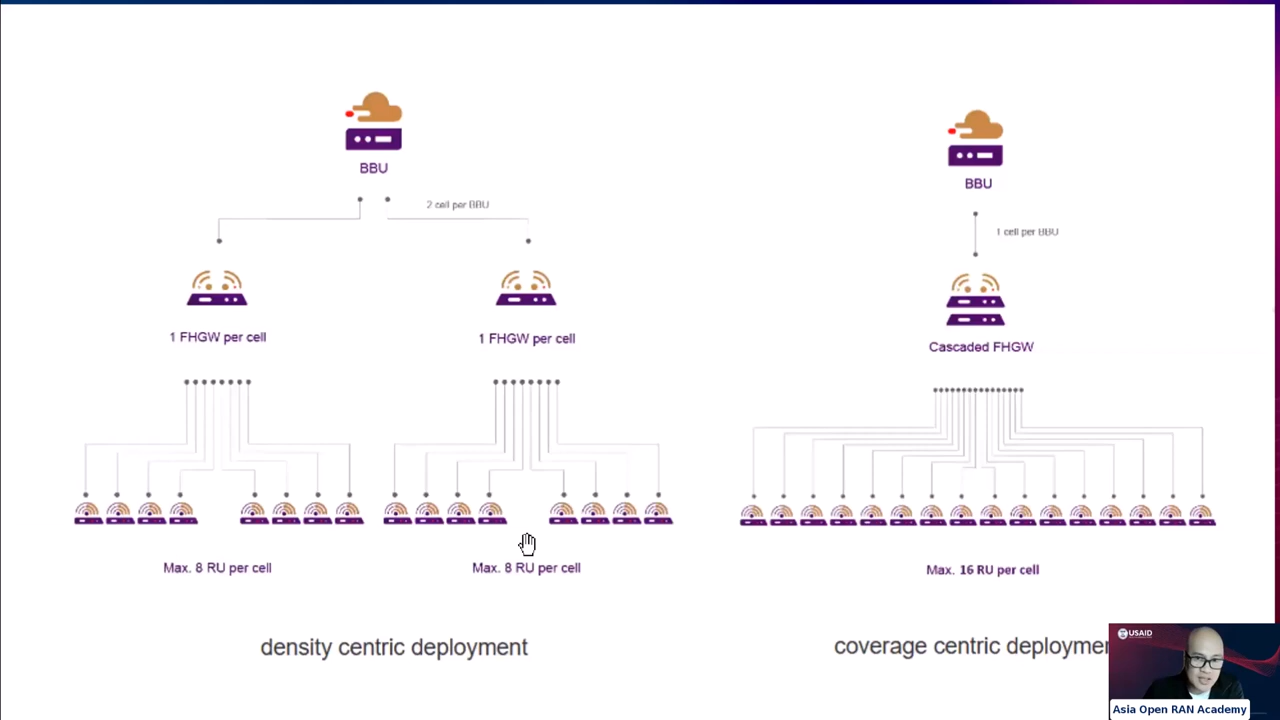 BBU
2 cell per BBU
1 FHGW per cell
1 FHGW per cell
Max. 8 RU per cell
Max. 8 RU per cell
density centric deployment
BBU
1 cell per BBU
Cascaded FHGW
Max. 16 RU per cell
coverage centric
USAID
Asia Open RAN Academy